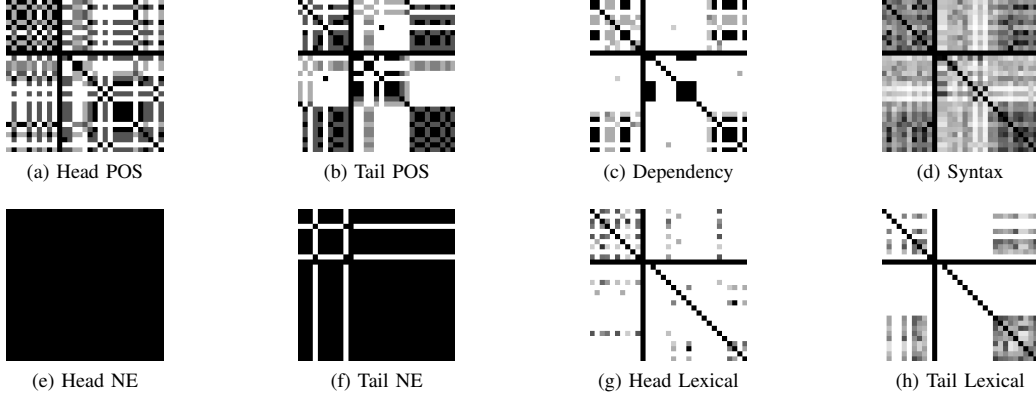 (a) Head POS
(b) Tail POS
(c) Dependency
(d) Syntax
(e) Head NE
(f) Tail NE
(g) Head Lexical
(h) Tail Lexical